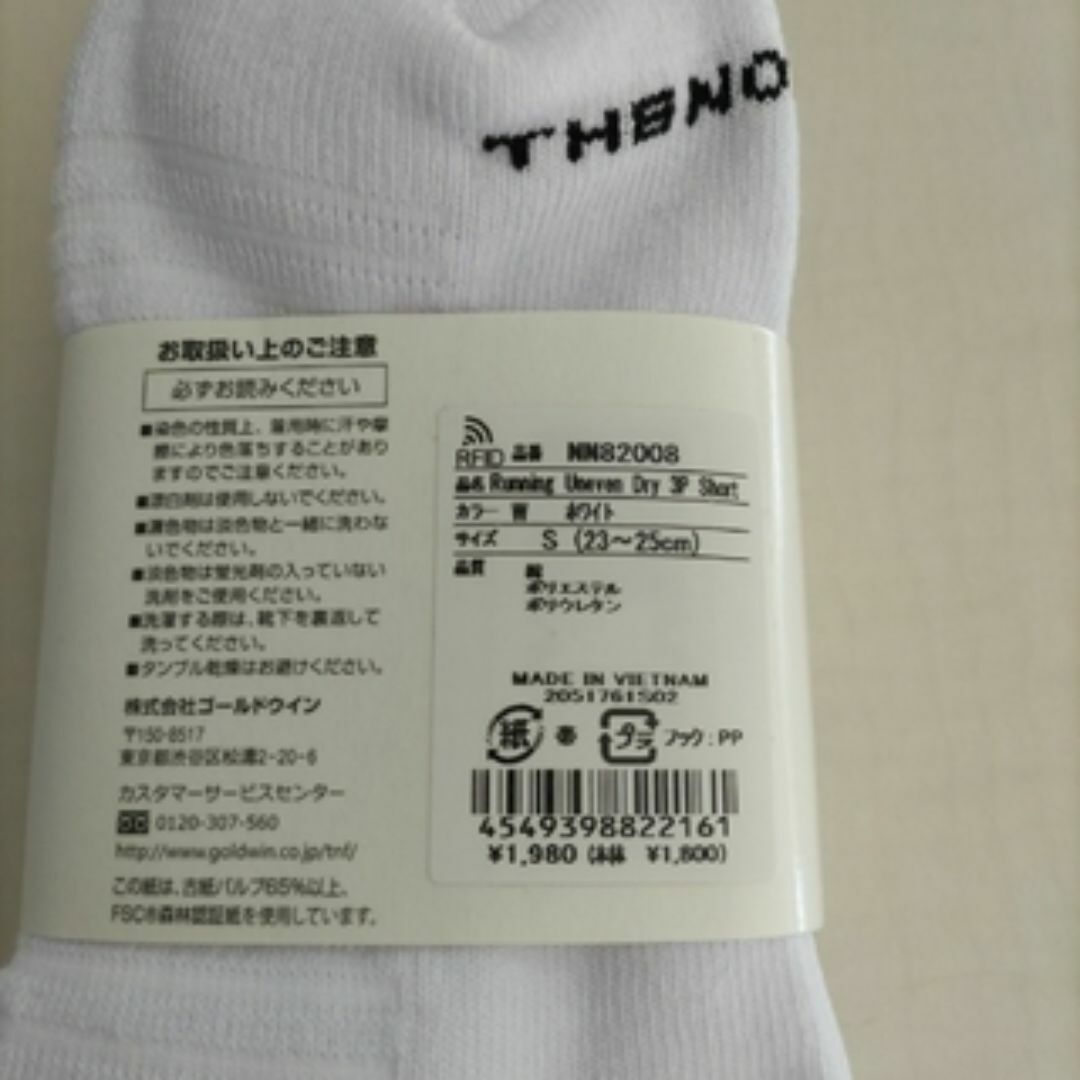 THENO
お取扱い上のご注意
必ずお読みください
■染色の性質上、着用時に汗や摩
擦により色落ちすることがあり
ますのでご注意ください。
■漂白剤は使用しないでください。
■濃色物は淡色物と一緒に洗わな
いでください。
■淡色物は蛍光剤の入っていない
洗剤をご使用ください。
■洗濯する際は、靴下を裏返して
洗ってください。
■タンブル乾燥はお避けください。
株式会社ゴールドウイン
〒150-8517
東京都渋谷区松濤2-20-6
カスタマーサービスセンター
0120-307-560
http://www.goldwin.co.jp/tnf/
この紙は、古紙パルプ65%以上、
FSC®森林認証紙を使用しています。
RFID 品番 NN82008
品名 Running Uneven Dry 3P Short
カラー W ホワイト
サイズ S (23〜25cm)
品質 綿
ポリエステル
ポリウレタン
MADE IN VIETNAM
2051761S02
紙 巻 プラ フック:PP
4549398822161
¥1,980 (本体 ¥1,800)